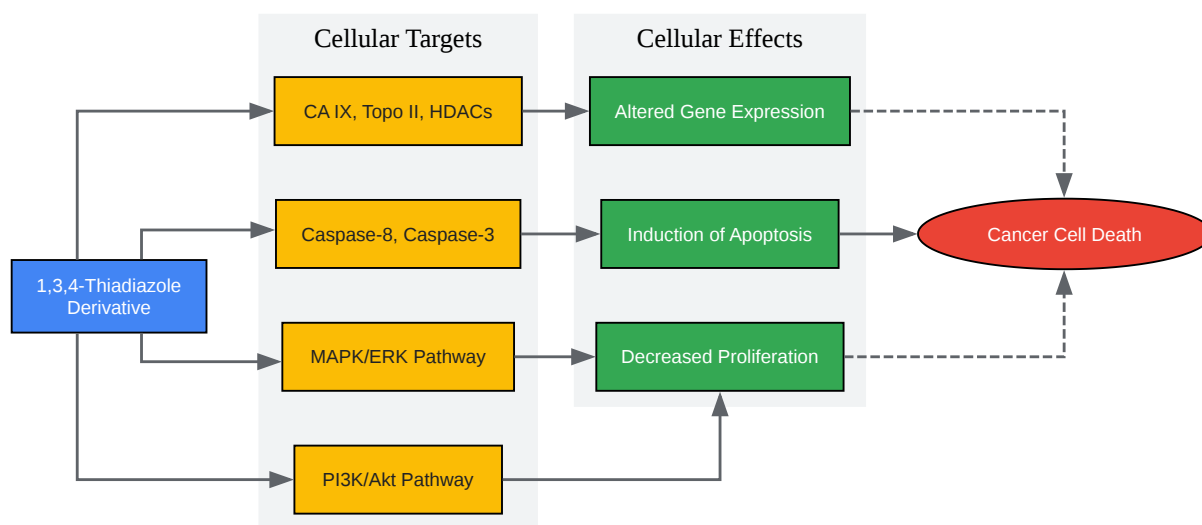 Cellular Targets
Cellular Effects
CA IX, Topo II, HDACs
Altered Gene Expression
Caspase-8, Caspase-3
Induction of Apoptosis
Cancer Cell Death
1,3,4-Thiadiazole
Derivative
MAPK/ERK Pathway
Decreased Proliferation
PI3K/Akt Pathway